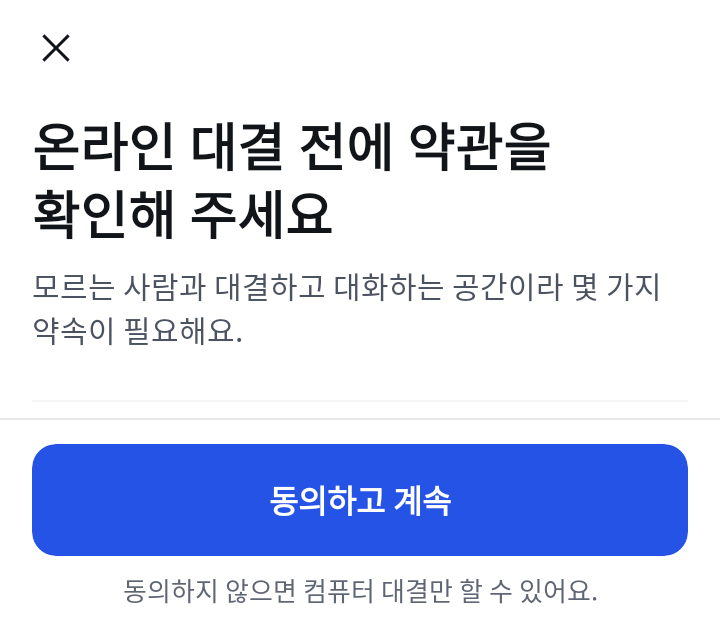 온라인 대결 전에 약관을
확인해 주세요
모르는 사람과 대결하고 대화하는 공간이라 몇 가지
약속이 필요해요.
동의하고 계속
동의하지 않으면 컴퓨터 대결만 할 수 있어요.